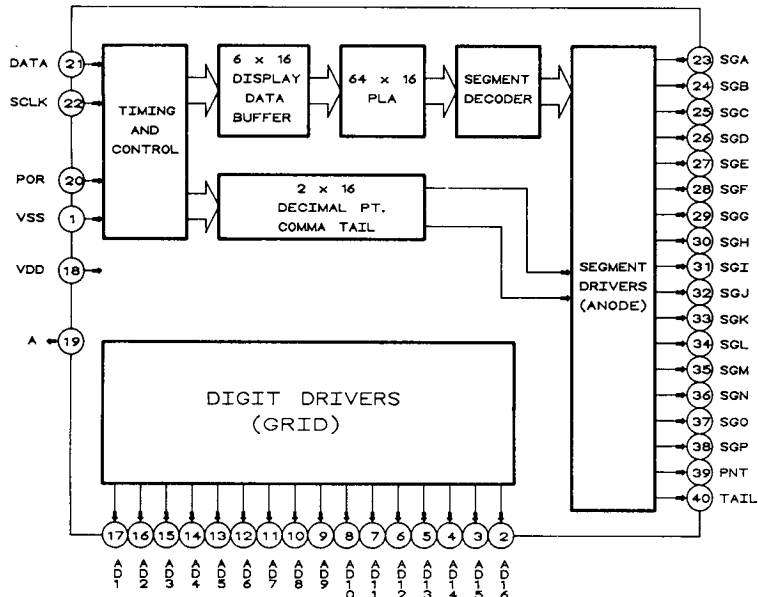 DATA 21
SCLK 22
POR 20
VSS 1
VDD 18
A 19
TIMING
AND
CONTROL
6 x 16
DISPLAY
DATA
BUFFER
64 x 16
PLA
SEGMENT
DECODER
2 x 16
DECIMAL PT.
COMMA TAIL
SEGMENT
DRIVERS
(ANODE)
DIGIT DRIVERS
(GRID)
23 SGA
24 SGB
25 SGC
26 SGD
27 SGE
28 SGF
29 SGG
30 SGH
31 SGI
32 SGJ
33 SGK
34 SGL
35 SGM
36 SGN
37 SGO
38 SGP
39 PNT
40 TAIL
17 16 15 14 13 12 11 10 9 8 7 6 5 4 3 2
AD1 AD2 AD3 AD4 AD5 AD6 AD7 AD8 AD9 AD10 AD11 AD12 AD13 AD14 AD15 AD16